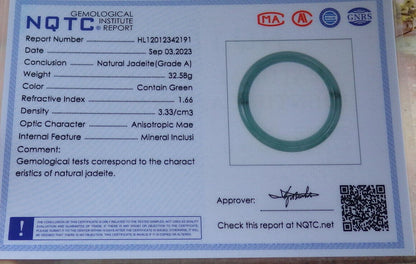 NQTC GEMOLOGICAL
INSTITUTE
REPORT
MA
GNRS
Report Number HL12012342191
Date Sep 03,2023
Conclusion Natural Jadeite(Grade A)
Weight 32.58g
Color Contain Green
Refractive Index 1.66
Density 3.33/cm3
Optic Character Anisotropic Mae
Internal Feature Mineral Inclusi
Comment:
Gemological tests correspond to the charact
eristics of natural jadeite.
Approver:
Check this report at NQTC.net